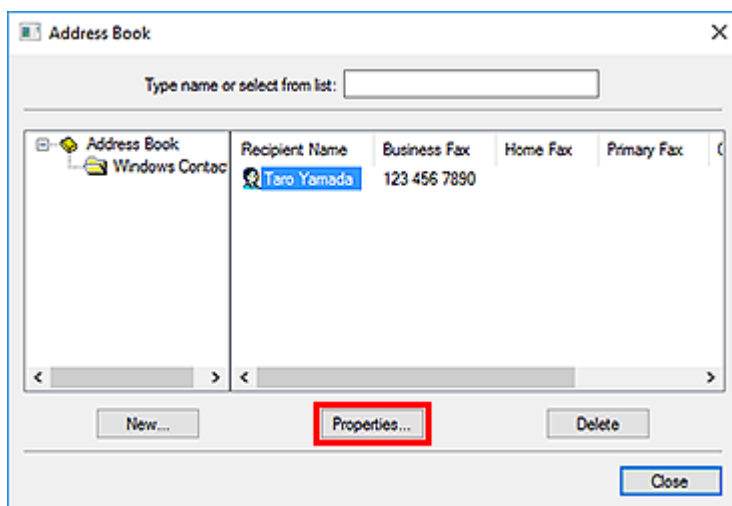 Address Book
Type name or select from list:
Address Book
Windows Contac
Recipient Name Business Fax Home Fax Primary Fax
Taro Yamada 123 456 7890
New... Properties... Delete
Close